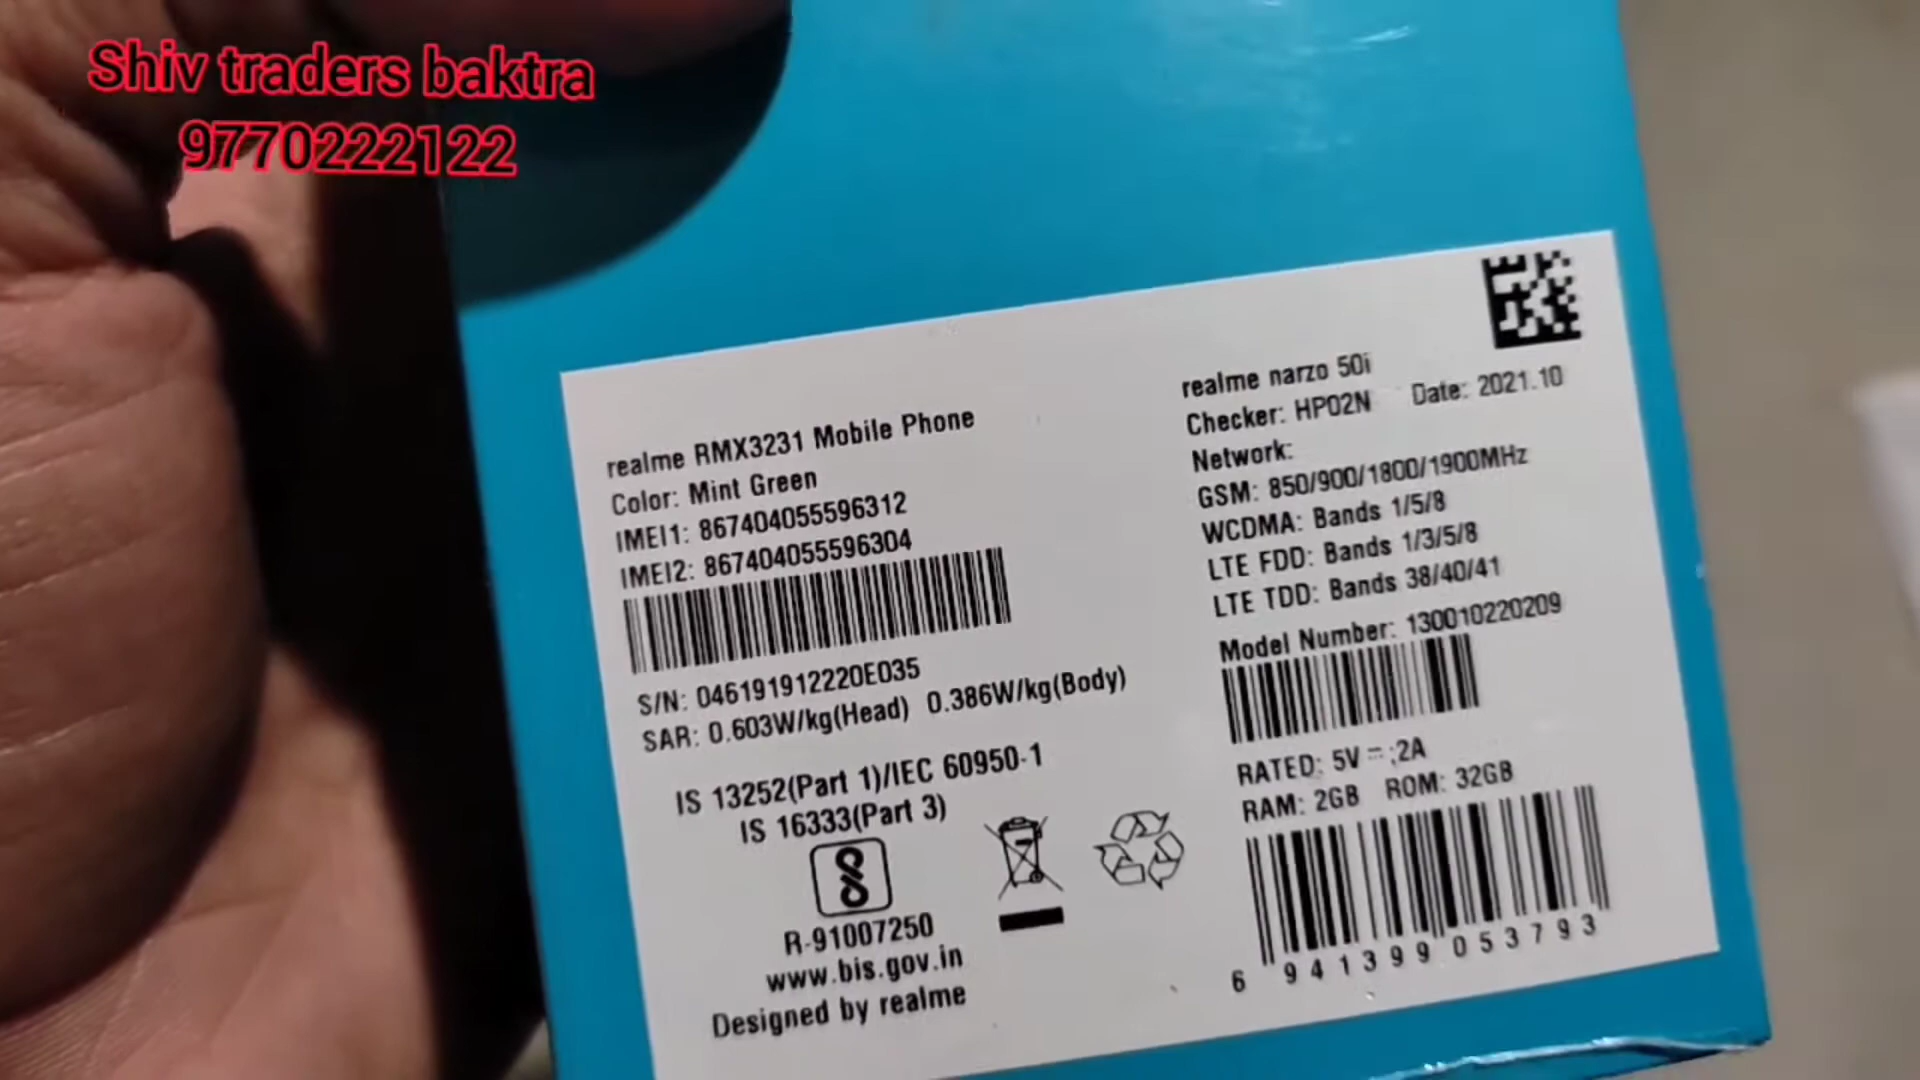 Shiv traders baktra
9770222122
realme RMX3231 Mobile Phone
Color: Mint Green
IMEI1: 867404055596312
IMEI2: 867404055596304
S/N: 046191912220E035
SAR: 0.603W/kg(Head) 0.386W/kg(Body)
IS 13252(Part 1)/IEC 60950-1
IS 16333(Part 3)
R-91007250
www.bis.gov.in
Designed by realme
realme narzo 50i
Checker: HP02N Date: 2021.10
Network:
GSM: 850/900/1800/1900MHz
WCDMA: Bands 1/5/8
LTE FDD: Bands 1/3/5/8
LTE TDD: Bands 38/40/41
Model Number: 130010220209
RATED: 5V ⎓ ;2A
RAM: 2GB ROM: 32GB
6 941399 053793